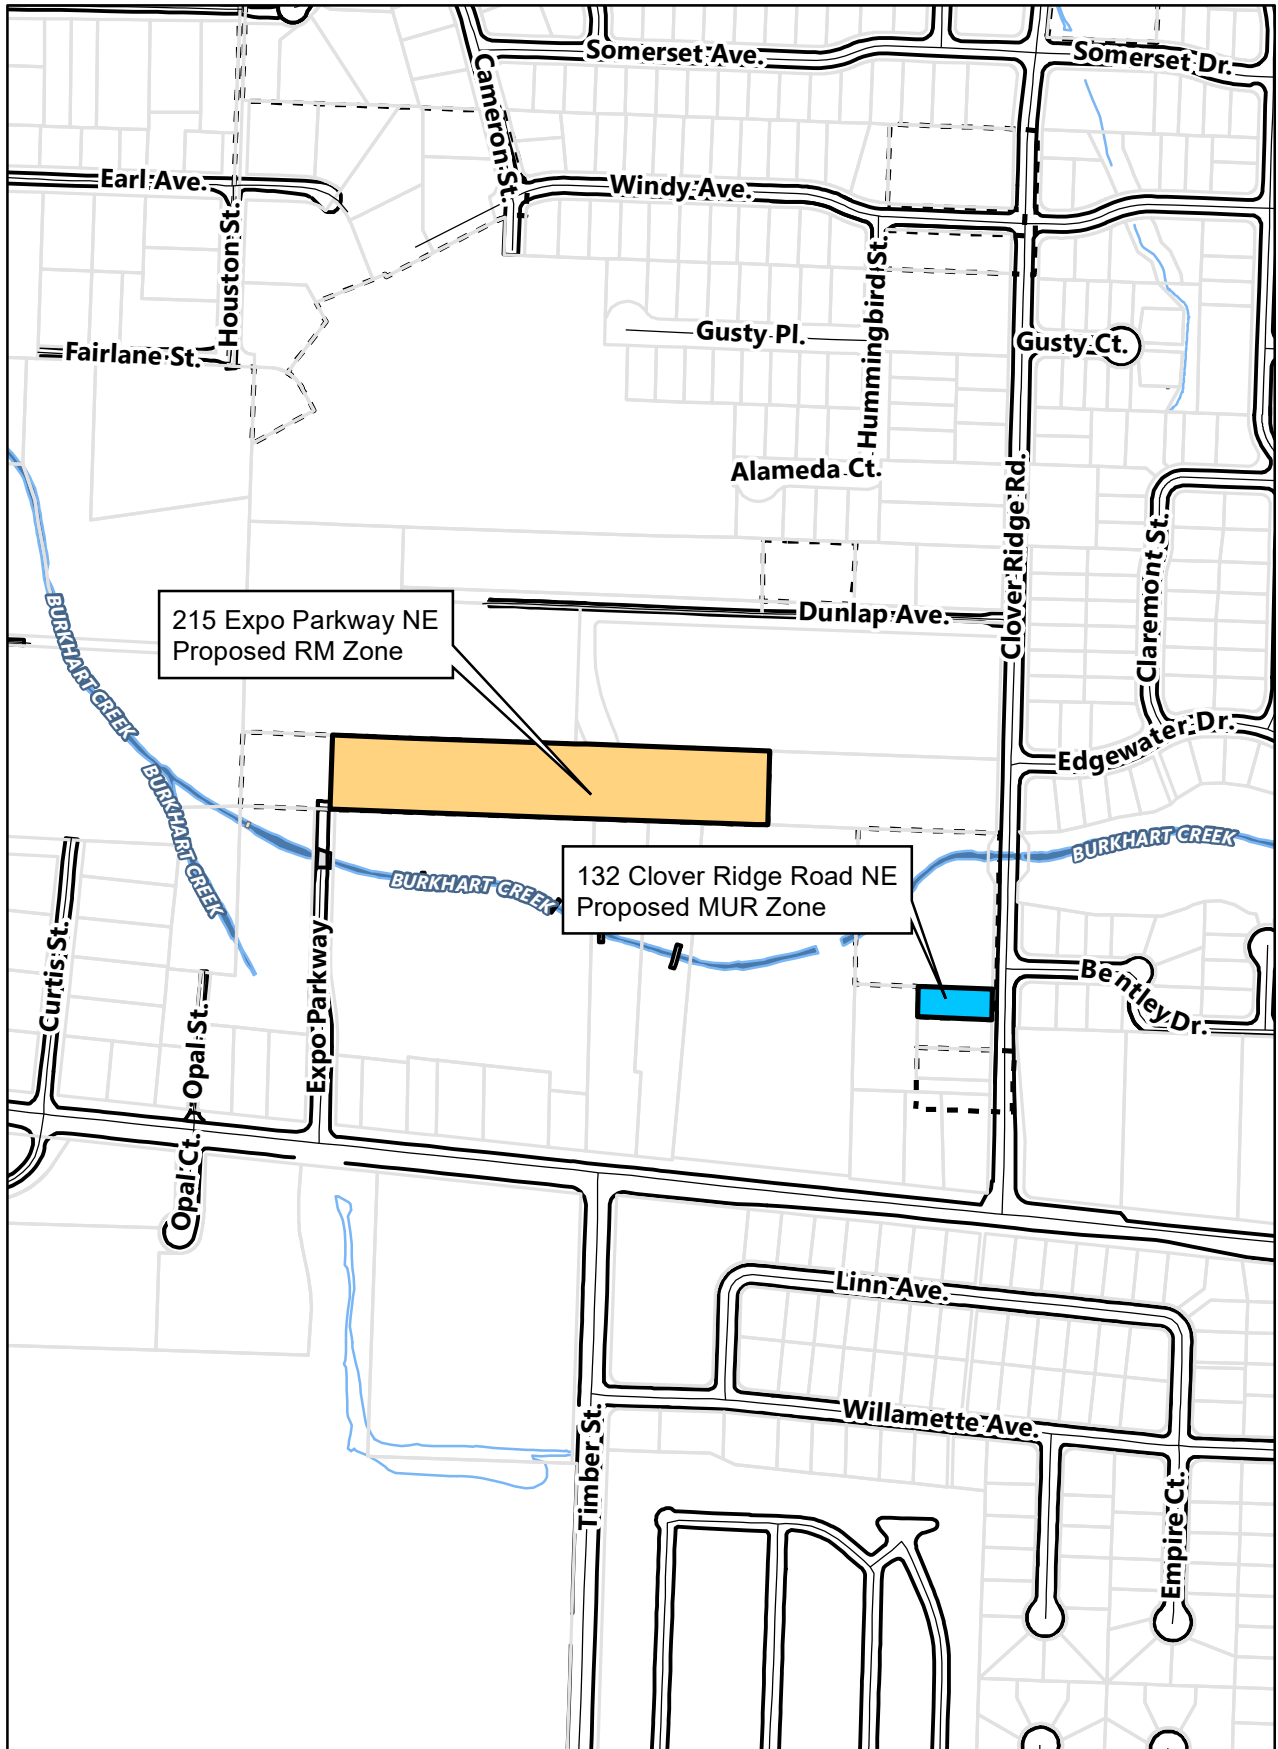 Somerset Ave.
Somerset Dr.
Cameron St.
Earl Ave.
Windy Ave.
Houston St.
Hummingbird St.
Gusty Pl.
Gusty Ct.
Fairlane St.
Alameda Ct.
Clover Ridge Rd.
Claremont St.
BURKHART CREEK
215 Expo Parkway NE
Proposed RM Zone
Dunlap Ave.
Edgewater Dr.
BURKHART CREEK
BURKHART CREEK
BURKHART CREEK
132 Clover Ridge Road NE
Proposed MUR Zone
Curtis St.
Expo Parkway
Bentley Dr.
Opal St.
Opal Ct.
Linn Ave.
Willamette Ave.
Timber St.
Empire Ct.